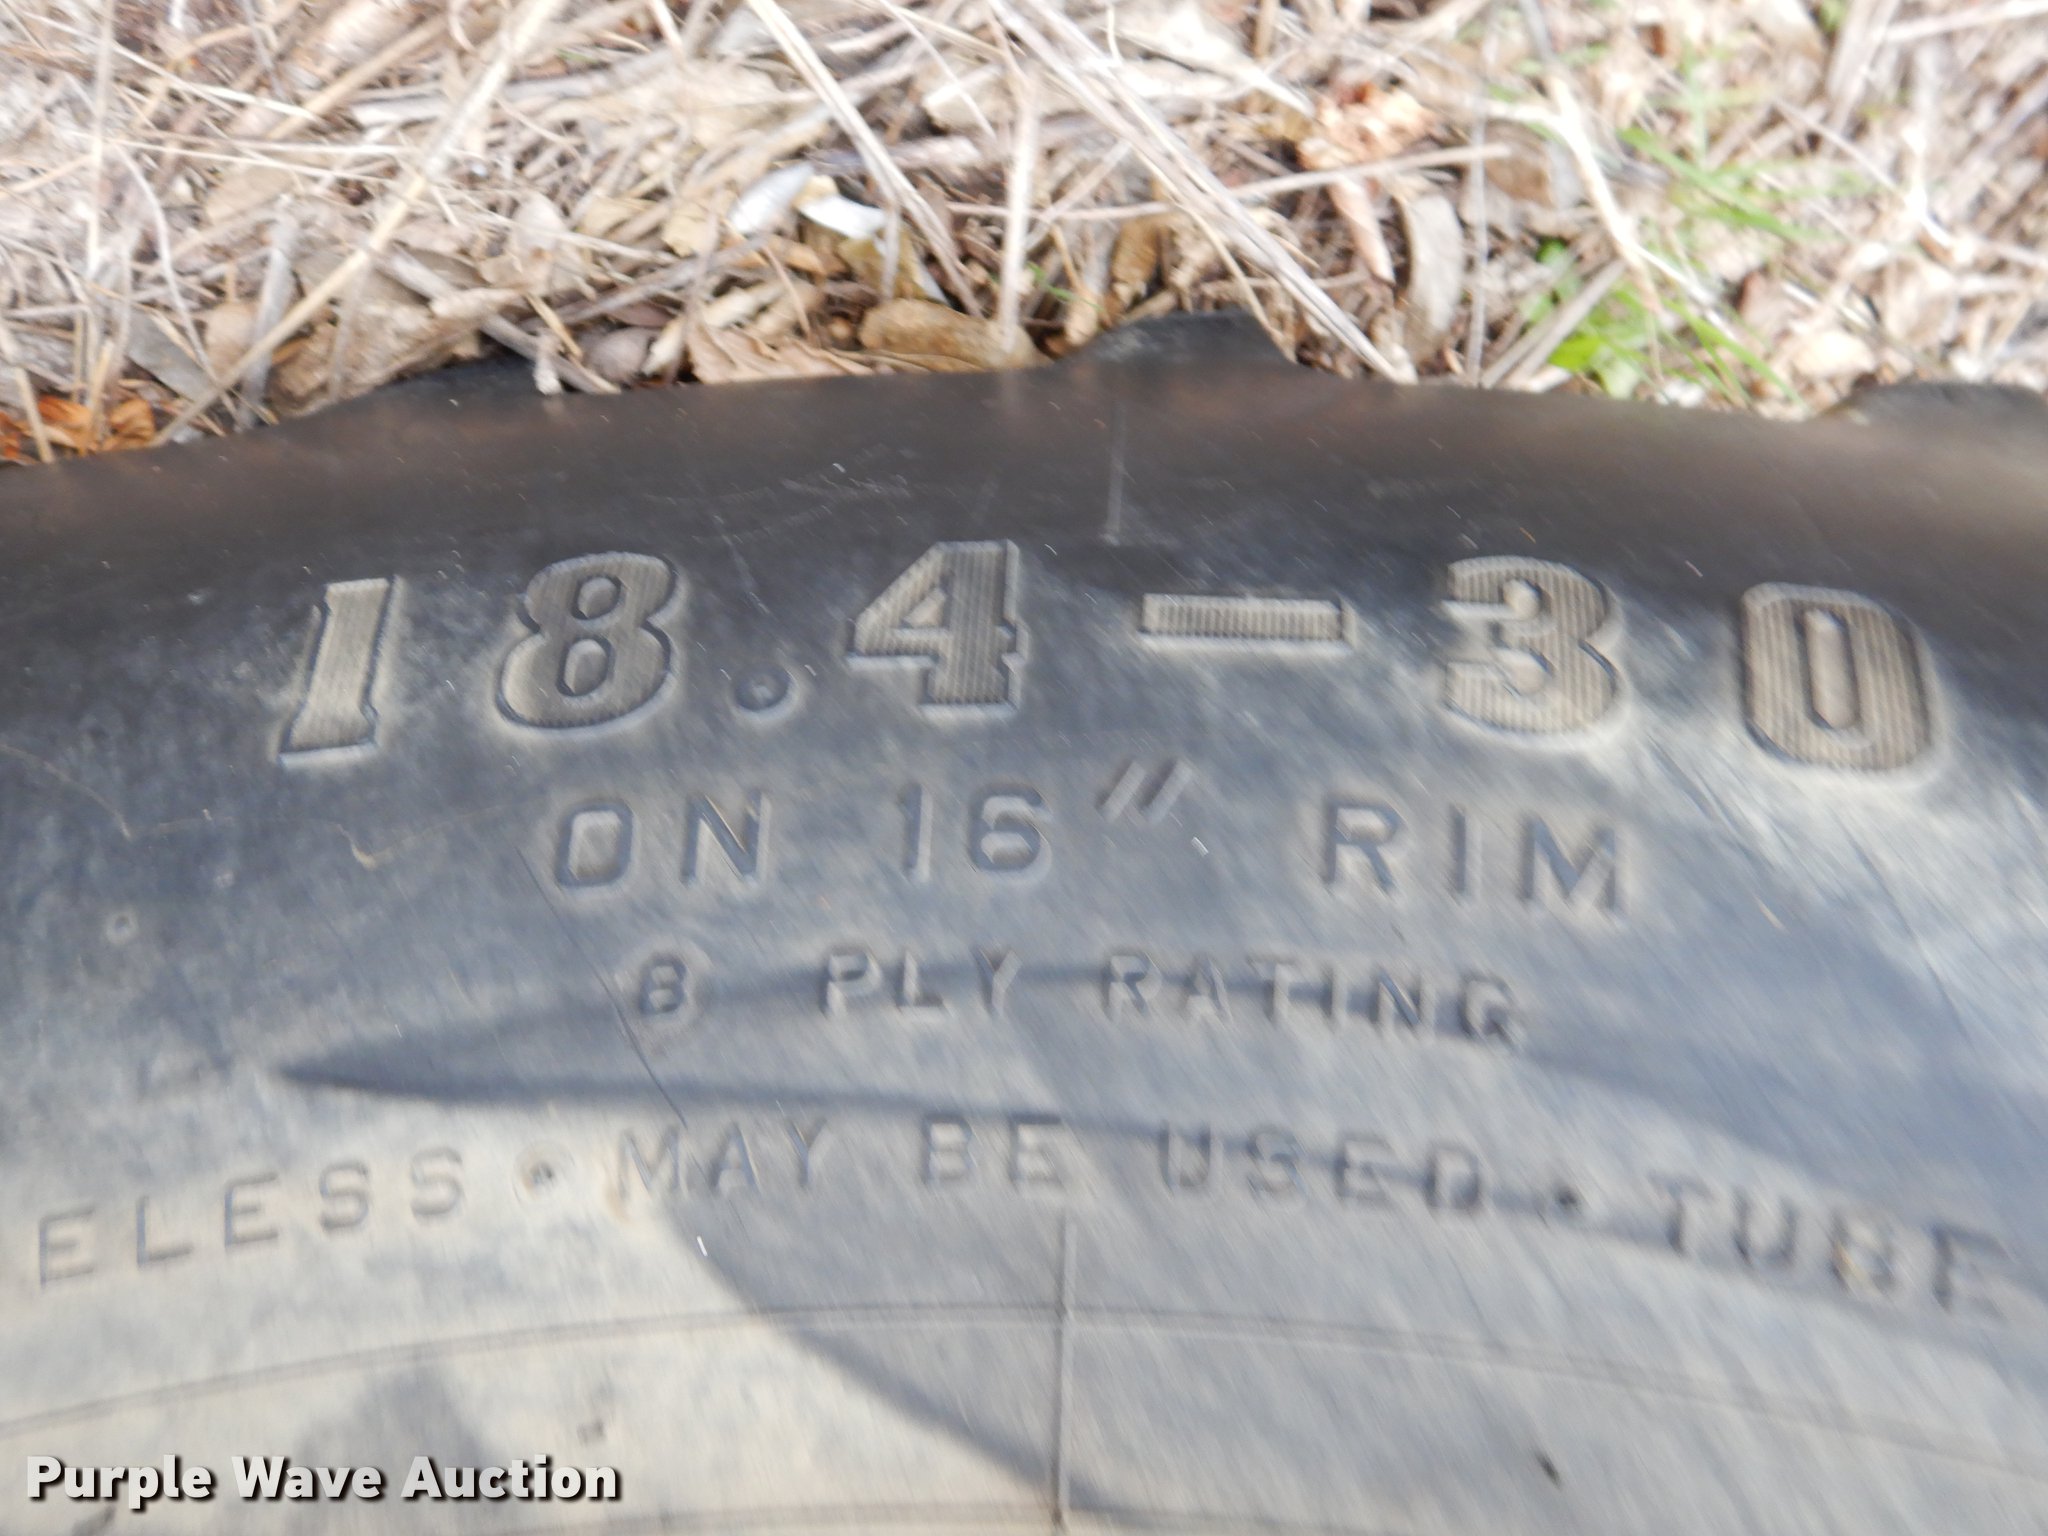 18.4-30
ON 16" RIM
8 PLY RATING
ELESS • MAY BE USED • TUBE
Purple Wave Auction